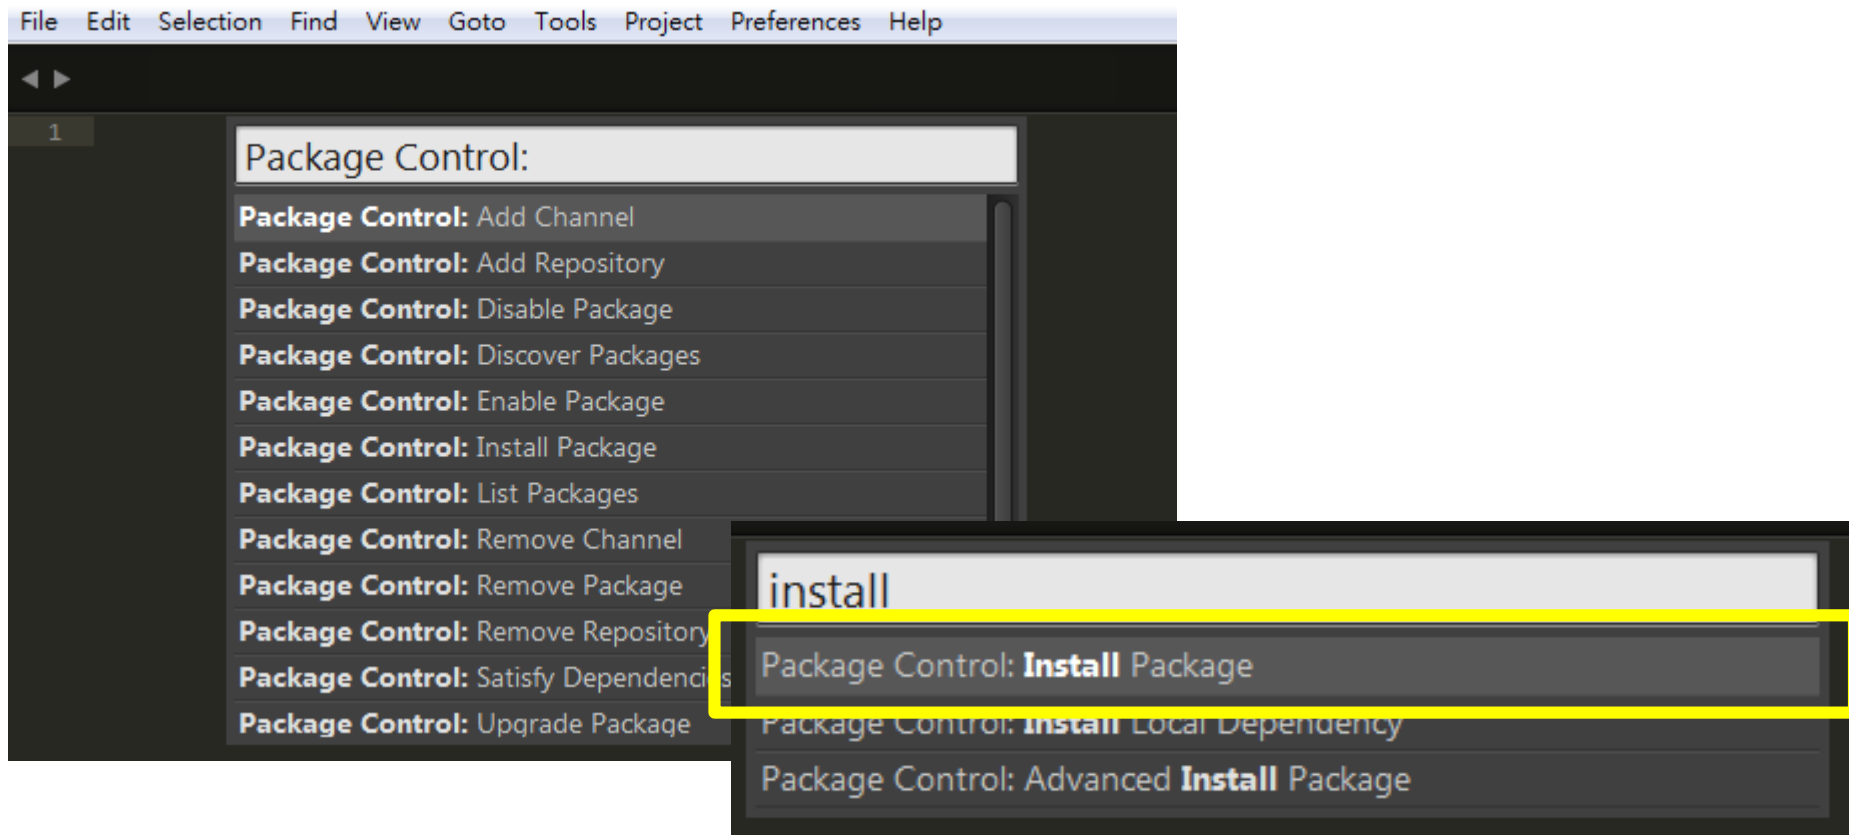 File Edit Selection Find View Goto Tools Project Preferences Help
1
Package Control:
Package Control: Add Channel
Package Control: Add Repository
Package Control: Disable Package
Package Control: Discover Packages
Package Control: Enable Package
Package Control: Install Package
Package Control: List Packages
Package Control: Remove Channel
Package Control: Remove Package
Package Control: Remove Repository
Package Control: Satisfy Dependencies
Package Control: Upgrade Package
install
Package Control: Install Package
Package Control: Install Local Dependency
Package Control: Advanced Install Package